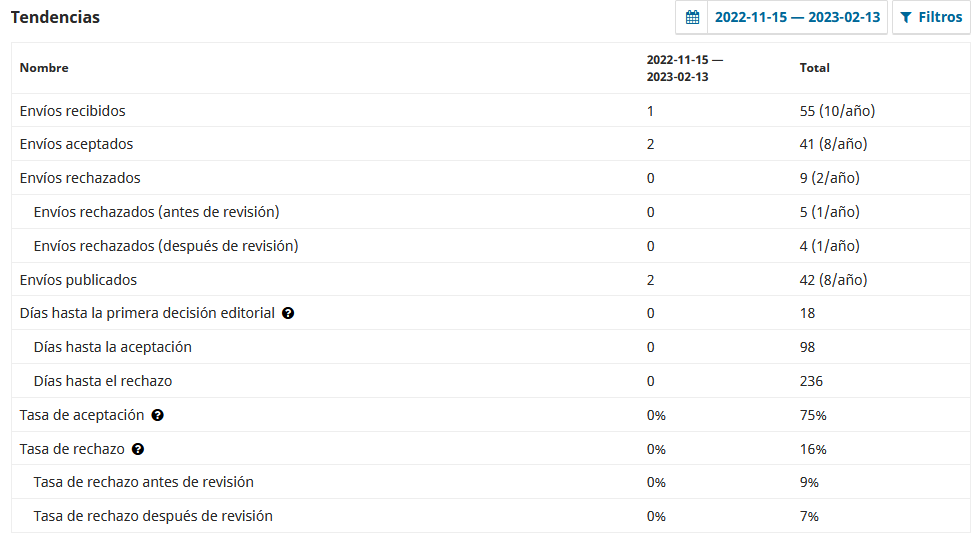 Tendencias
2022-11-15 — 2023-02-13
Filtros
Nombre
2022-11-15 —
2023-02-13
Total
Envíos recibidos 1 55 (10/año)
Envíos aceptados 2 41 (8/año)
Envíos rechazados 0 9 (2/año)
Envíos rechazados (antes de revisión) 0 5 (1/año)
Envíos rechazados (después de revisión) 0 4 (1/año)
Envíos publicados 2 42 (8/año)
Días hasta la primera decisión editorial 0 18
Días hasta la aceptación 0 98
Días hasta el rechazo 0 236
Tasa de aceptación 0% 75%
Tasa de rechazo 0% 16%
Tasa de rechazo antes de revisión 0% 9%
Tasa de rechazo después de revisión 0% 7%